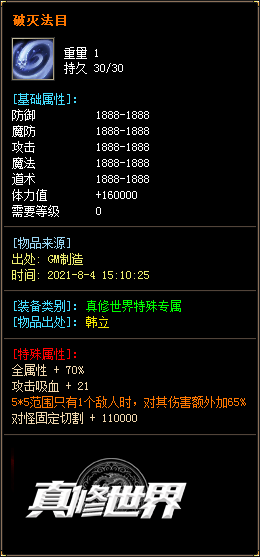 破灭法目
重量 1
持久 30/30
[基础属性]:
防御 1888-1888
魔防 1888-1888
攻击 1888-1888
魔法 1888-1888
道术 1888-1888
体力值 +160000
需要等级 0
[物品来源]
出处: GM制造
时间: 2021-8-4 15:10:25
[装备类别]: 真修世界特殊专属
[物品出处]: 韩立
[特殊属性]:
全属性 + 70%
攻击吸血 + 21
5*5范围只有1个敌人时，对其伤害额外加65%
对怪固定切割 + 110000
真修世界